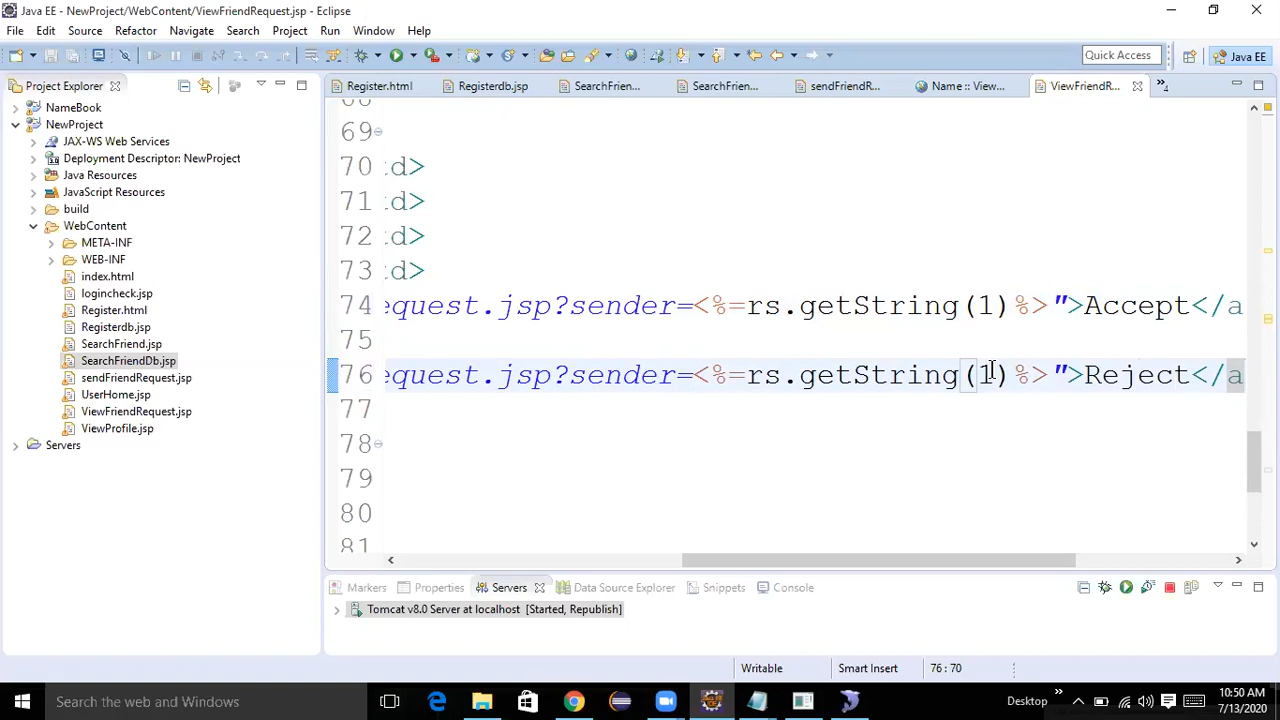 Java EE - NewProject/WebContent/ViewFriendRequest.jsp - Eclipse
File Edit Source Refactor Navigate Search Project Run Window Help
Quick Access
Java EE
Project Explorer
Register.html Registerdb.jsp SearchFrien... SearchFrien... sendFriendR... Name :: View... ViewFriendR... »4
NameBook
NewProject
JAX-WS Web Services
Deployment Descriptor: NewProject
Java Resources
JavaScript Resources
build
WebContent
META-INF
WEB-INF
index.html
logincheck.jsp
Register.html
Registerdb.jsp
SearchFriend.jsp
SearchFriendDb.jsp
sendFriendRequest.jsp
UserHome.jsp
ViewFriendRequest.jsp
ViewProfile.jsp
Servers
68
69
70 :d>
71 :d>
72 :d>
73 :d>
74 equest.jsp?sender=<%=rs.getString(1)%>">Accept</a
75
76 equest.jsp?sender=<%=rs.getString(1)%>">Reject</a
77
78
79
80
81
Markers Properties Servers Data Source Explorer Snippets Console
Tomcat v8.0 Server at localhost [Started, Republish]
Writable Smart Insert 76 : 70
Search the web and Windows
Desktop
10:50 AM
7/13/2020